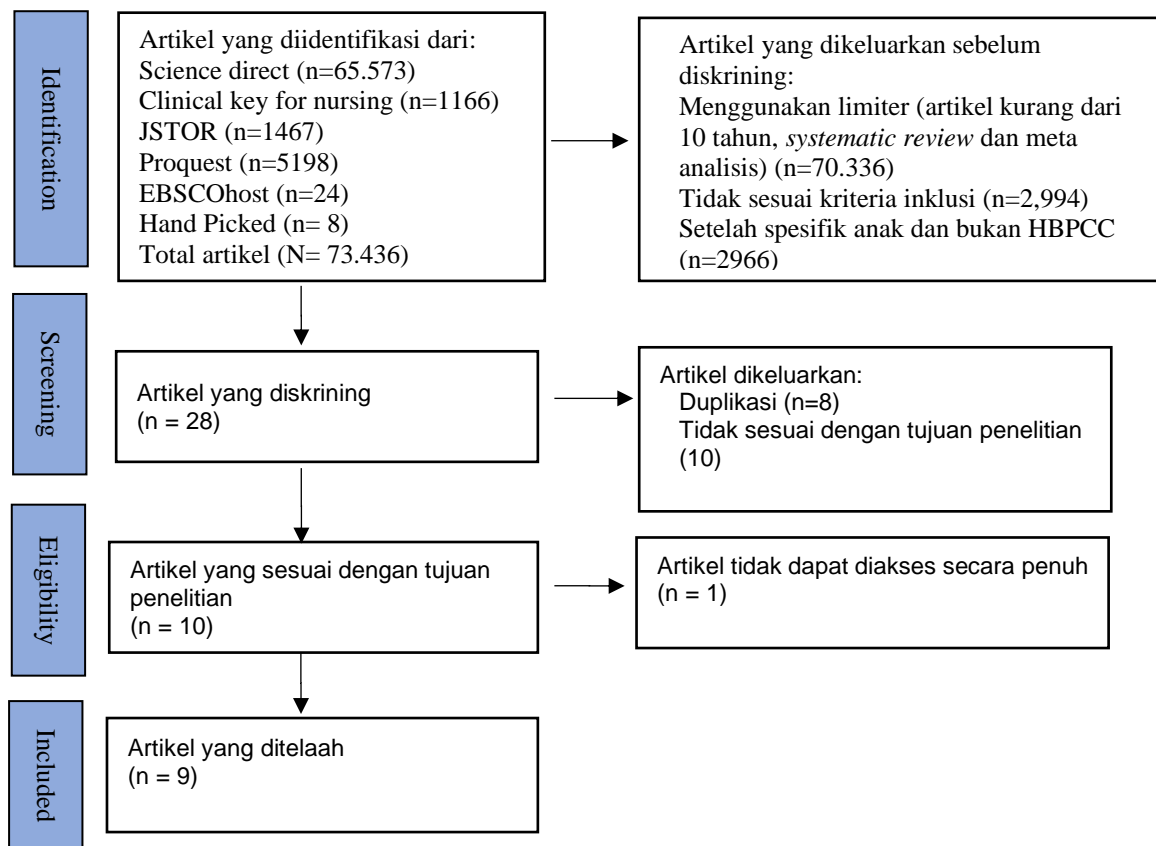 Identification
Artikel yang diidentifikasi dari:
Science direct (n=65.573)
Clinical key for nursing (n=1166)
JSTOR (n=1467)
Proquest (n=5198)
EBSCOhost (n=24)
Hand Picked (n= 8)
Total artikel (N= 73.436)
Artikel yang dikeluarkan sebelum
diskrining:
Menggunakan limiter (artikel kurang dari
10 tahun, systematic review dan meta
analisis) (n=70.336)
Tidak sesuai kriteria inklusi (n=2,994)
Setelah spesifik anak dan bukan HBPCC
(n=2966)
Screening
Artikel yang diskrining
(n = 28)
Artikel dikeluarkan:
Duplikasi (n=8)
Tidak sesuai dengan tujuan penelitian
(10)
Eligibility
Artikel yang sesuai dengan tujuan
penelitian
(n = 10)
Artikel tidak dapat diakses secara penuh
(n = 1)
Included
Artikel yang ditelaah
(n = 9)